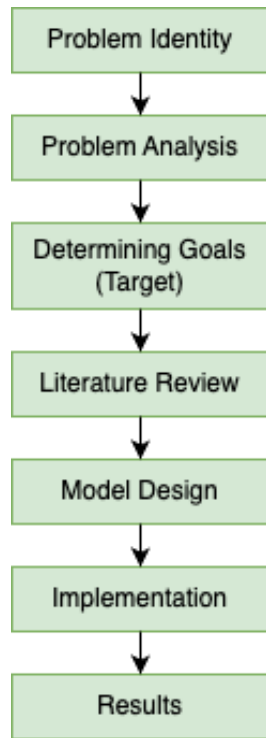 Problem Identity
Problem Analysis
Determining Goals
(Target)
Literature Review
Model Design
Implementation
Results